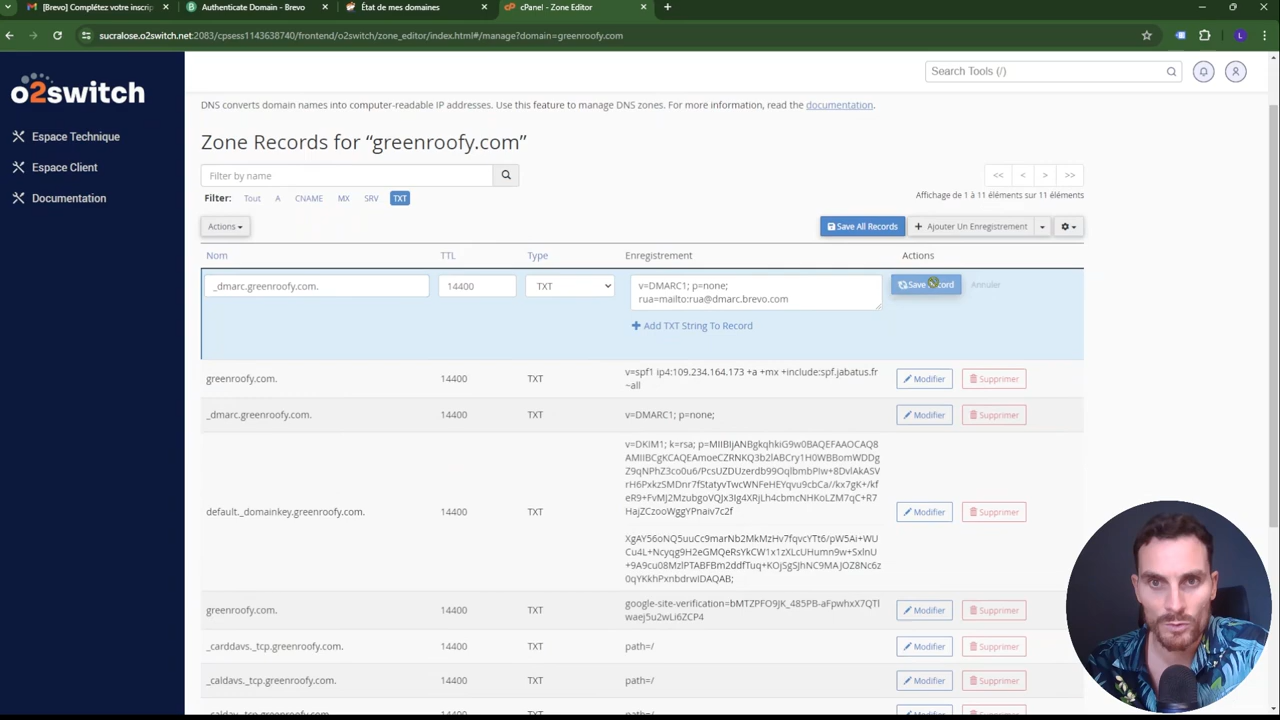 [Brevo] Complétez votre inscrip
Authenticate Domain - Brevo
État de mes domaines
cPanel - Zone Editor
sucralose.o2switch.net:2083/cpsess1143638740/frontend/o2switch/zone_editor/index.html#/manage?domain=greenroofy.com
o2switch
Espace Technique
Espace Client
Documentation
Search Tools (/)
DNS converts domain names into computer-readable IP addresses. Use this feature to manage DNS zones. For more information, read the documentation.
Zone Records for “greenroofy.com”
Filter by name
<< < > >>
Filter: Tout A CNAME MX SRV TXT
Affichage de 1 à 11 éléments sur 11 éléments
Actions
Save All Records
+ Ajouter Un Enregistrement
Nom TTL Type Enregistrement Actions
_dmarc.greenroofy.com. 14400 TXT v=DMARC1; p=none;
rua=mailto:rua@dmarc.brevo.com
Save Record Annuler
+ Add TXT String To Record
greenroofy. com. 14400 TXT v=spf1 ip4:109.234.164.173 +a +mx +include:spf.jabatus.fr
~all
Modifier Supprimer
_dmarc.greenroofy.com. 14400 TXT v=DMARC1; p=none; Modifier Supprimer
v=DKIM1; k=rsa; p=MIIBIjANBgkqhkiG9w0BAQEFAAOCAQ8
default._domainkey.greenroofy.com. 14400 TXT
Modifier Supprimer
greenroofy.com. 14400 TXT
Modifier Supprimer
_carddavs._tcp.greenroofy.com. 14400 TXT path=/ Modifier Supprimer
_caldavs._tcp.greenroofy.com. 14400 TXT path=/ Modifier Supprimer